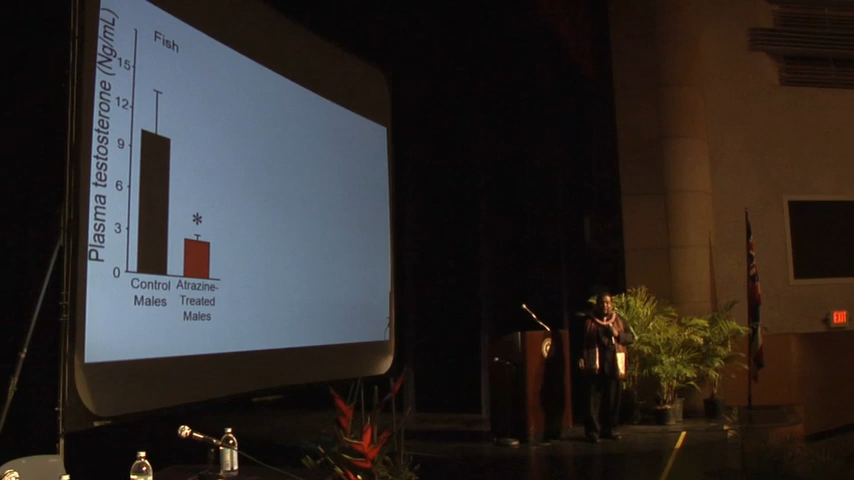 Fish
Plasma testosterone (Ng/mL)
15
12
9
6
3
0
*
Control
Males
Atrazine-
Treated
Males
EXIT